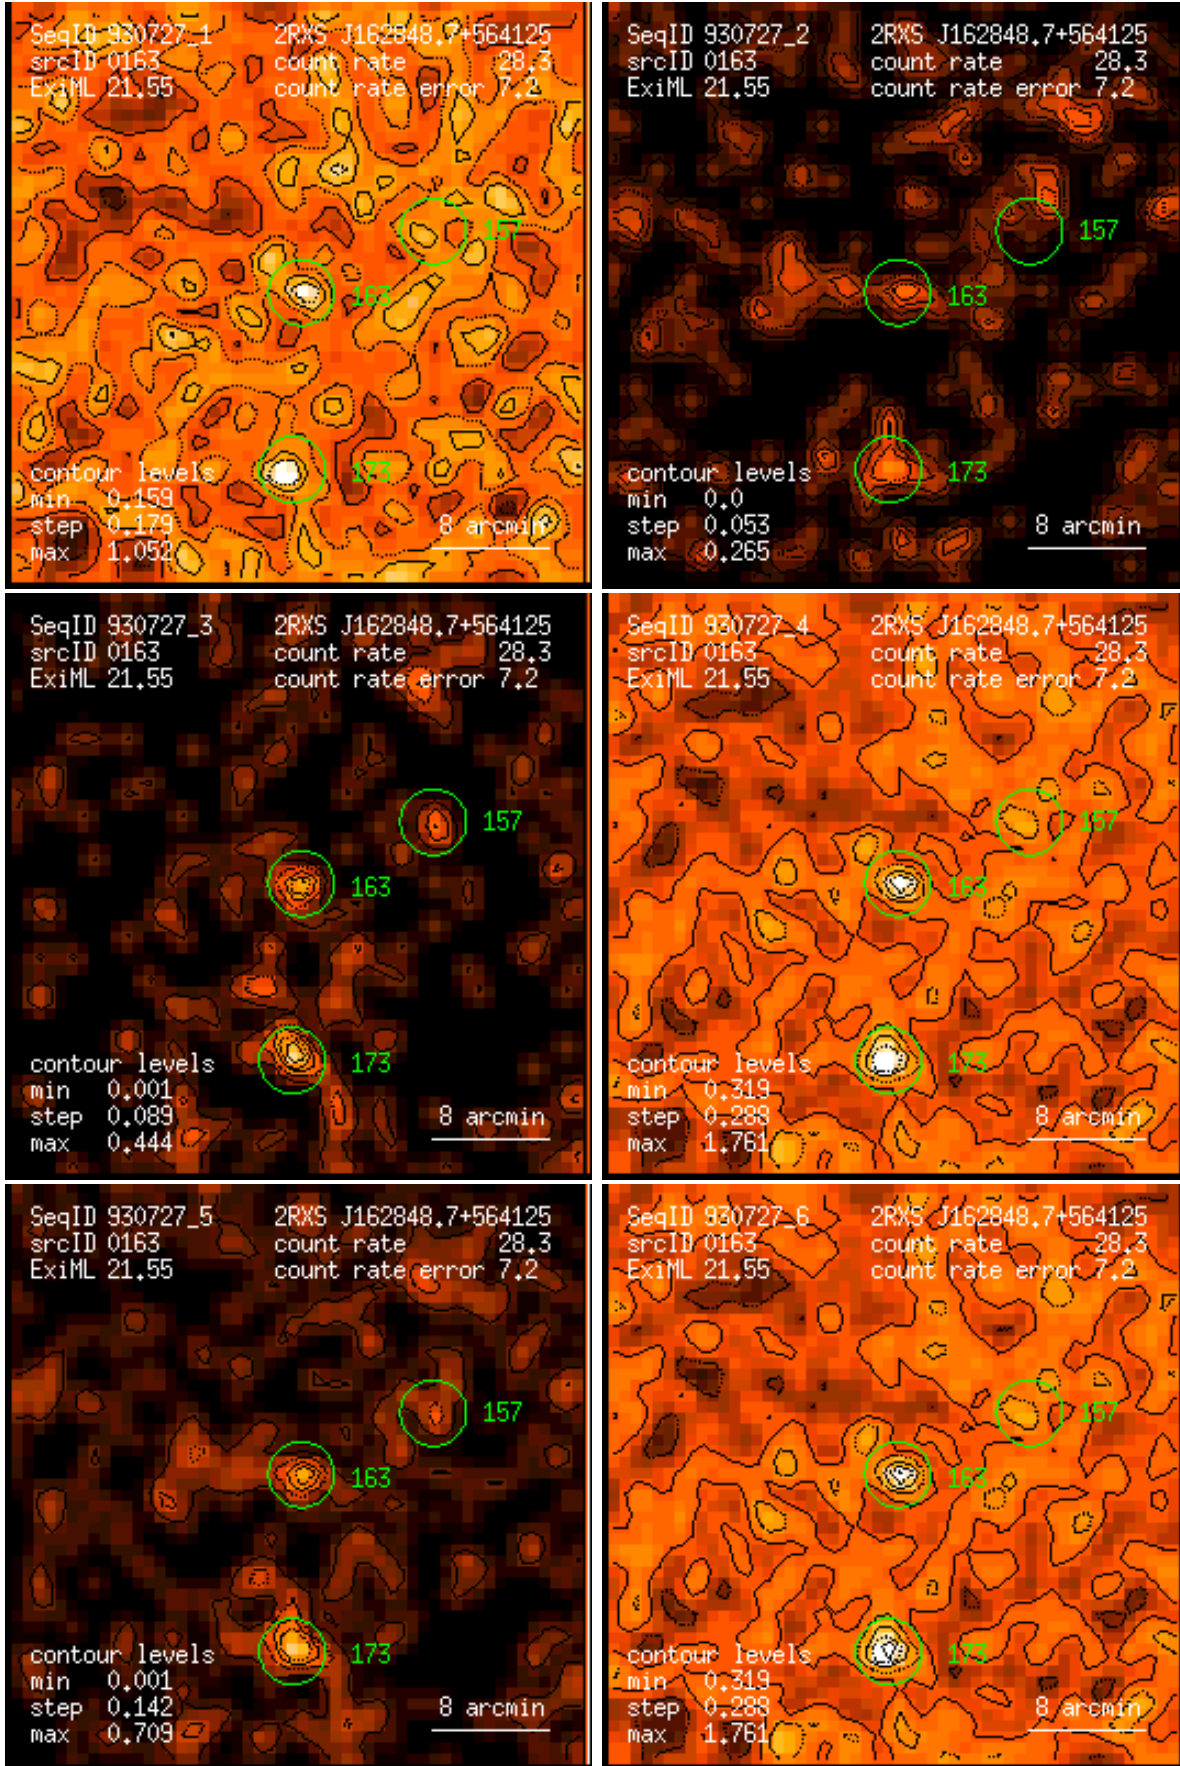 SeqID 930727_1 2RXS J162848.7+564125
srcID 0163 count rate 28.3
ExiML 21.55 count rate error 7.2
157
163
173
contour levels
min 0.159
step 0.179
max 1.052
8 arcmin
SeqID 930727_2 2RXS J162848.7+564125
srcID 0163 count rate 28.3
ExiML 21.55 count rate error 7.2
157
163
173
contour levels
min 0.0
step 0.053
max 0.265
8 arcmin
SeqID 930727_3 2RXS J162848.7+564125
srcID 0163 count rate 28.3
ExiML 21.55 count rate error 7.2
157
163
173
contour levels
min 0.001
step 0.089
max 0.444
8 arcmin
SeqID 930727_4 2RXS J162848.7+564125
srcID 0163 count rate 28.3
ExiML 21.55 count rate error 7.2
157
163
173
contour levels
min 0.319
step 0.288
max 1.761
8 arcmin
SeqID 930727_5 2RXS J162848.7+564125
srcID 0163 count rate 28.3
ExiML 21.55 count rate error 7.2
157
163
173
contour levels
min 0.001
step 0.142
max 0.709
8 arcmin
SeqID 930727_6 2RXS J162848.7+564125
srcID 0163 count rate 28.3
ExiML 21.55 count rate error 7.2
157
163
173
contour levels
min 0.319
step 0.288
max 1.761
8 arcmin